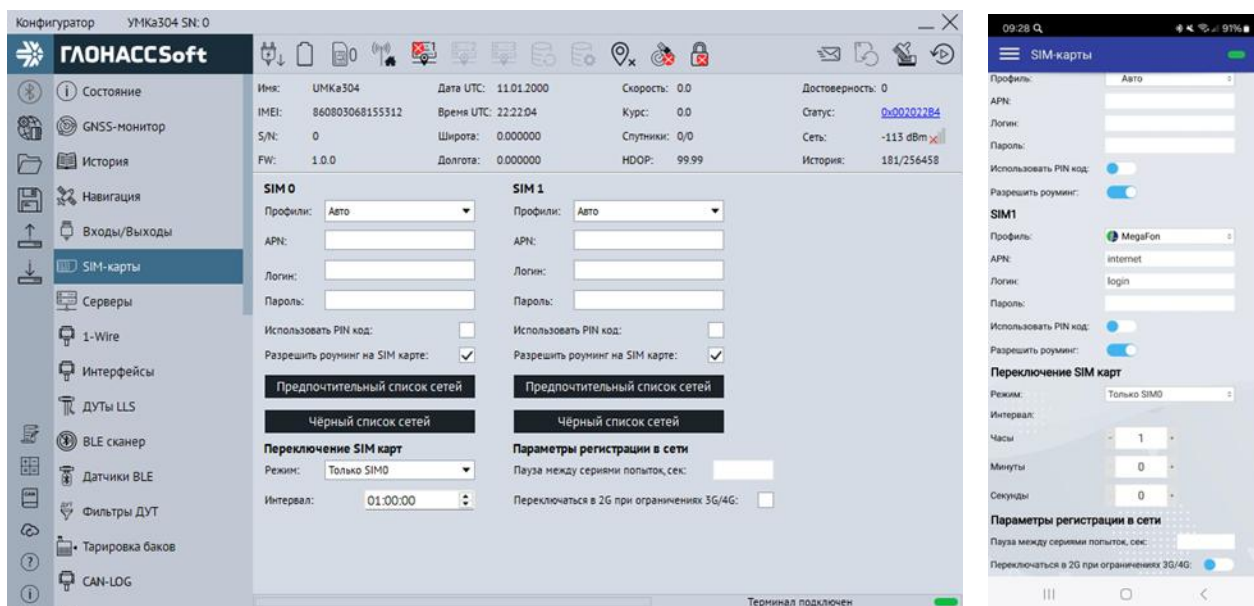 Конфигуратор УМКа304 SN: 0
ГЛОНАССSoft
Состояние
GNSS-монитор
История
Навигация
Входы/Выходы
SIM-карты
Серверы
1-Wire
Интерфейсы
ДУТы LLS
BLE сканер
Датчики BLE
Фильтры ДУТ
Тарировка баков
CAN-LOG
Имя: УМКа304 Дата UTC: 11.01.2000 Скорость: 0.0 Достоверность: 0
IMEI: 860803068155312 Время UTC: 22:22:04 Курс: 0.0 Статус: 0x002022B4
S/N: 0 Широта: 0.000000 Спутники: 0/0 Сеть: -113 dBm
FW: 1.0.0 Долгота: 0.000000 HDOP: 99.99 История: 181/256458
SIM 0 SIM 1
Профили: Авто Профили: Авто
APN: APN:
Логин: Логин:
Пароль: Пароль:
Использовать PIN код: Использовать PIN код:
Разрешить роуминг на SIM карте: Разрешить роуминг на SIM карте:
Предпочтительный список сетей Предпочтительный список сетей
Чёрный список сетей Чёрный список сетей
Переключение SIM карт Параметры регистрации в сети
Режим: Только SIM0 Пауза между сериями попыток, сек:
Интервал: 01:00:00 Переключаться в 2G при ограничениях 3G/4G:
Терминал подключен
09:28 91%
SIM-карты
Профиль: Авто
APN:
Логин:
Пароль:
Использовать PIN код:
Разрешить роуминг:
SIM1
Профиль: MegaFon
APN: internet
Логин: login
Пароль:
Использовать PIN код:
Разрешить роуминг:
Переключение SIM карт
Режим: Только SIM0
Интервал:
Часы - 1 +
Минуты - 0 +
Секунды - 0 +
Параметры регистрации в сети
Пауза между сериями попыток, сек:
Переключаться в 2G при ограничениях 3G/4G: